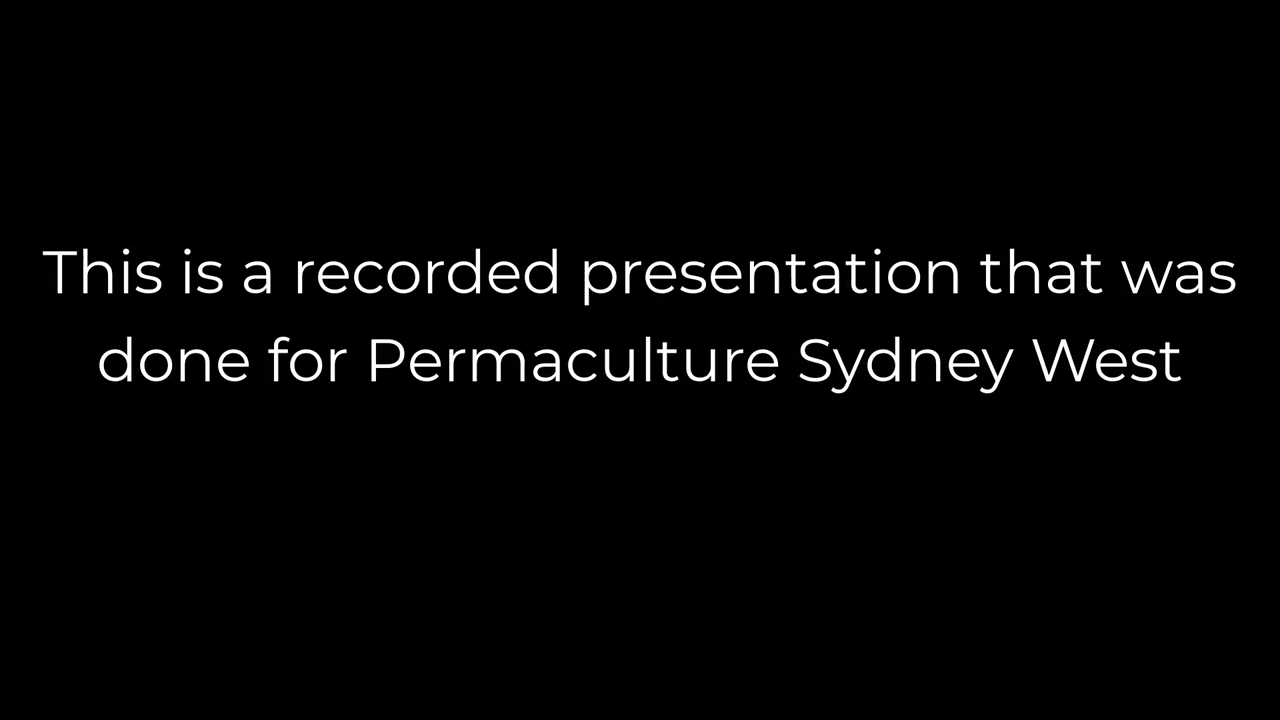 This is a recorded presentation that was
done for Permaculture Sydney West